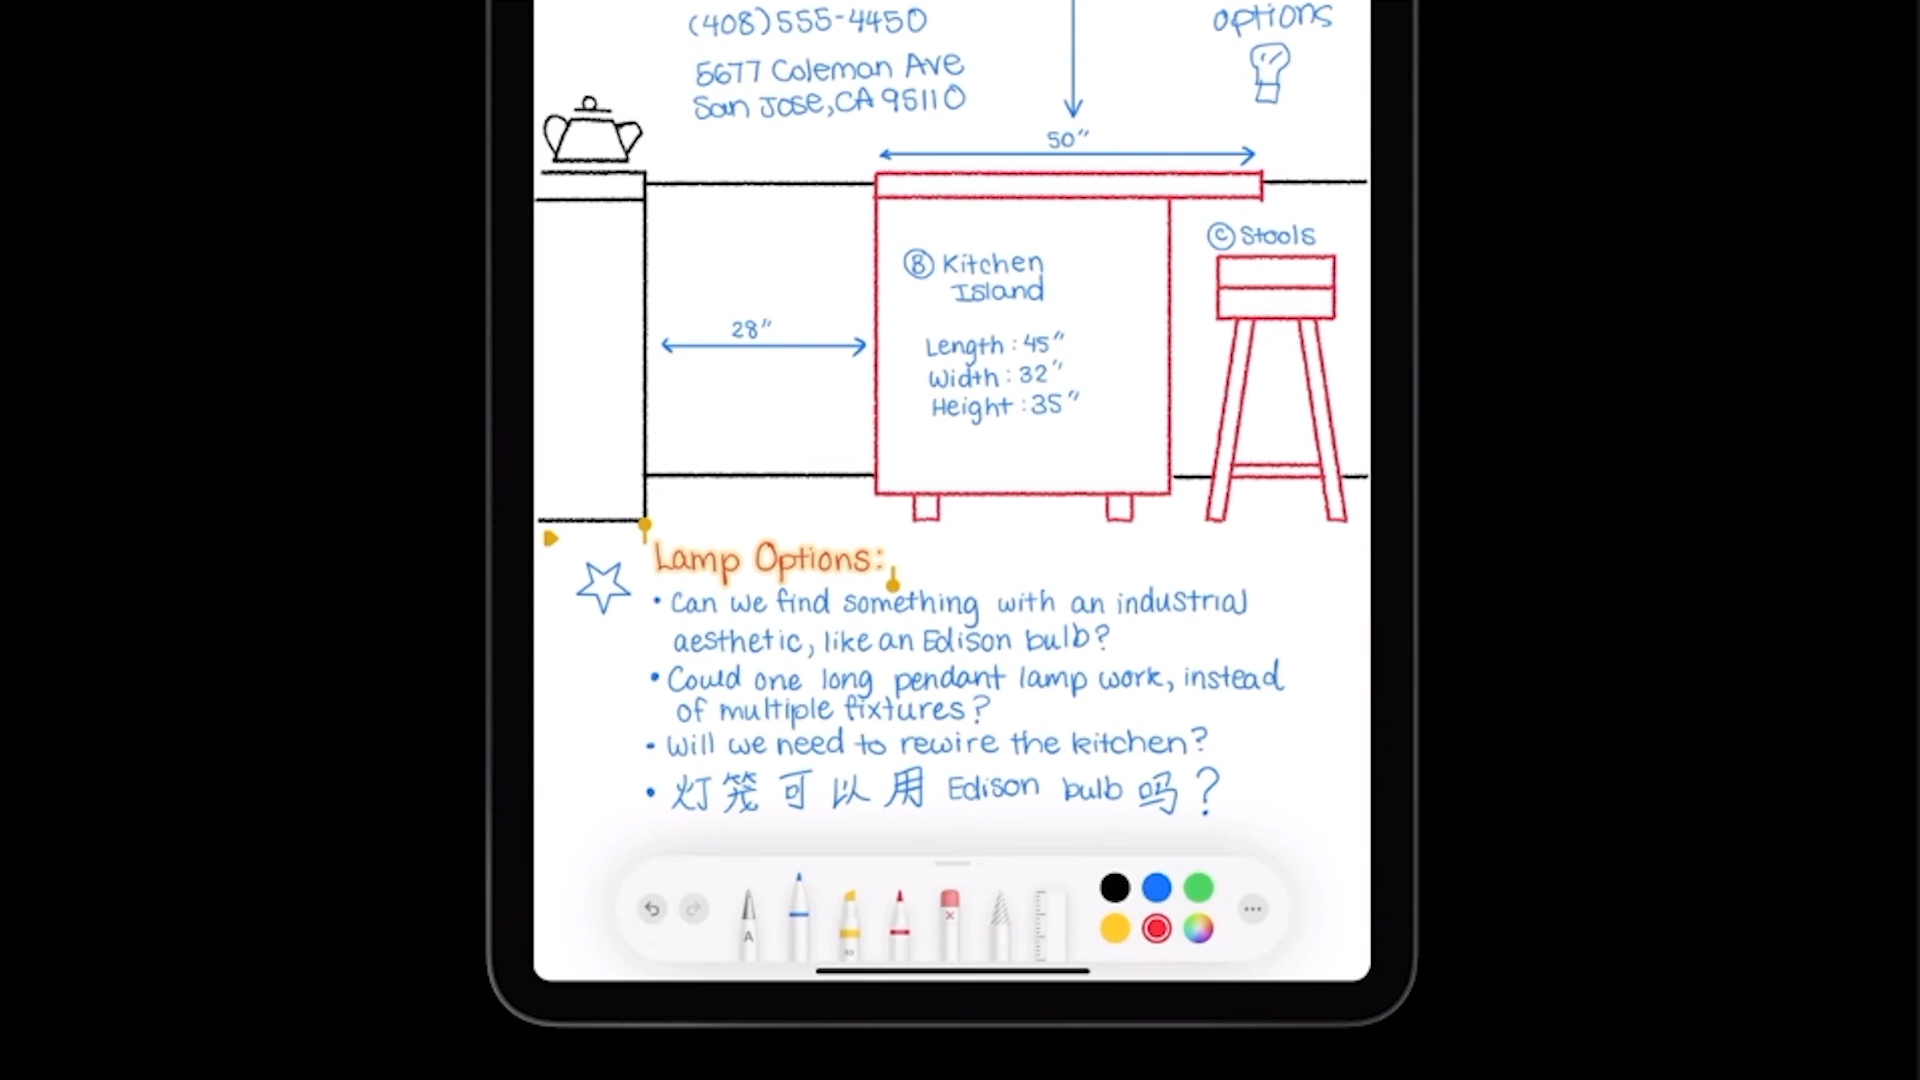 (408) 555-4450
options
5677 Coleman Ave
San Jose, CA 95110
50"
Ⓒ Stools
Ⓑ Kitchen
Island
28"
Length : 45"
Width : 32"
Height : 35"
Lamp Options:
• Can we find something with an industrial
aesthetic, like an Edison bulb?
• Could one long pendant lamp work, instead
of multiple fixtures?
• Will we need to rewire the kitchen?
• 灯笼可以用 Edison bulb 吗?
A